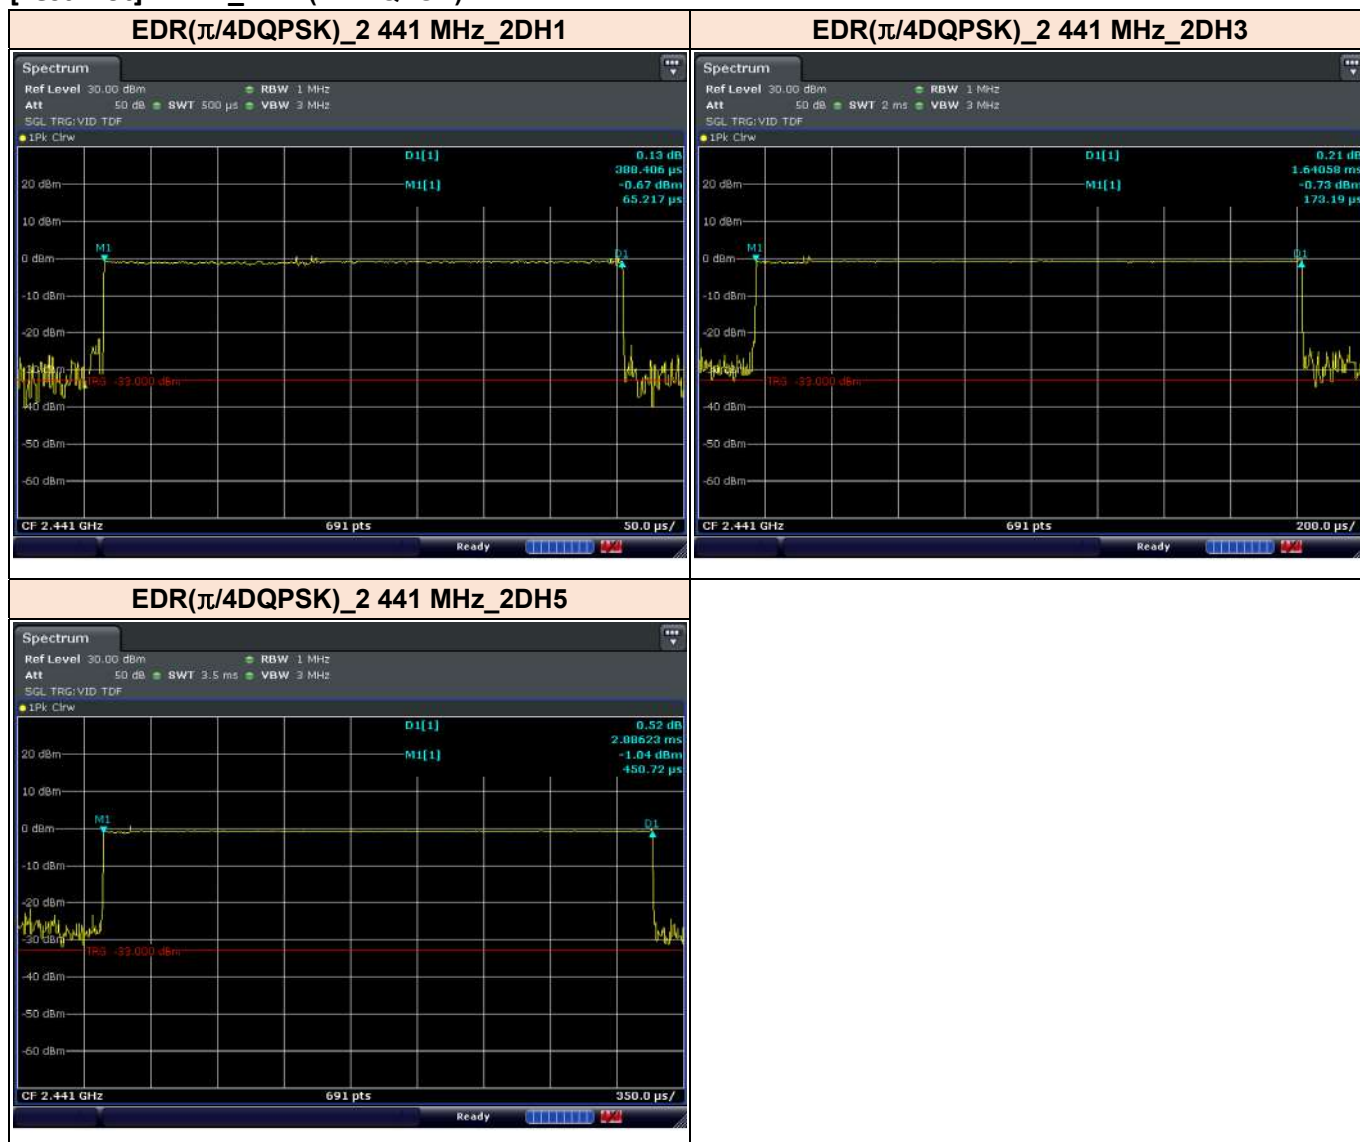 EDR(π/4DQPSK)_2 441 MHz_2DH1
Spectrum
Ref Level 30.00 dBm RBW 1 MHz
Att 50 dB SWT 500 µs VBW 3 MHz
SGL TRG:VID TDF
1Pk Clrw
D1[1] 0.13 dB
388.406 µs
20 dBm M1[1] -0.67 dBm
65.217 µs
10 dBm
M1
0 dBm D1
-10 dBm
-20 dBm
TRG -33.000 dBm
-40 dBm
-50 dBm
-60 dBm
CF 2.441 GHz 691 pts 50.0 µs/
Ready
EDR(π/4DQPSK)_2 441 MHz_2DH3
Spectrum
Ref Level 30.00 dBm RBW 1 MHz
Att 50 dB SWT 2 ms VBW 3 MHz
SGL TRG:VID TDF
1Pk Clrw
D1[1] 0.21 dB
1.64058 ms
20 dBm M1[1] -0.73 dBm
173.19 µs
10 dBm
M1
0 dBm D1
-10 dBm
-20 dBm
TRG -33.000 dBm
-40 dBm
-50 dBm
-60 dBm
CF 2.441 GHz 691 pts 200.0 µs/
Ready
EDR(π/4DQPSK)_2 441 MHz_2DH5
Spectrum
Ref Level 30.00 dBm RBW 1 MHz
Att 50 dB SWT 3.5 ms VBW 3 MHz
SGL TRG:VID TDF
1Pk Clrw
D1[1] 0.52 dB
2.88623 ms
20 dBm M1[1] -1.04 dBm
450.72 µs
10 dBm
M1
0 dBm D1
-10 dBm
-20 dBm
-30 dBm
TRG -33.000 dBm
-40 dBm
-50 dBm
-60 dBm
CF 2.441 GHz 691 pts 350.0 µs/
Ready